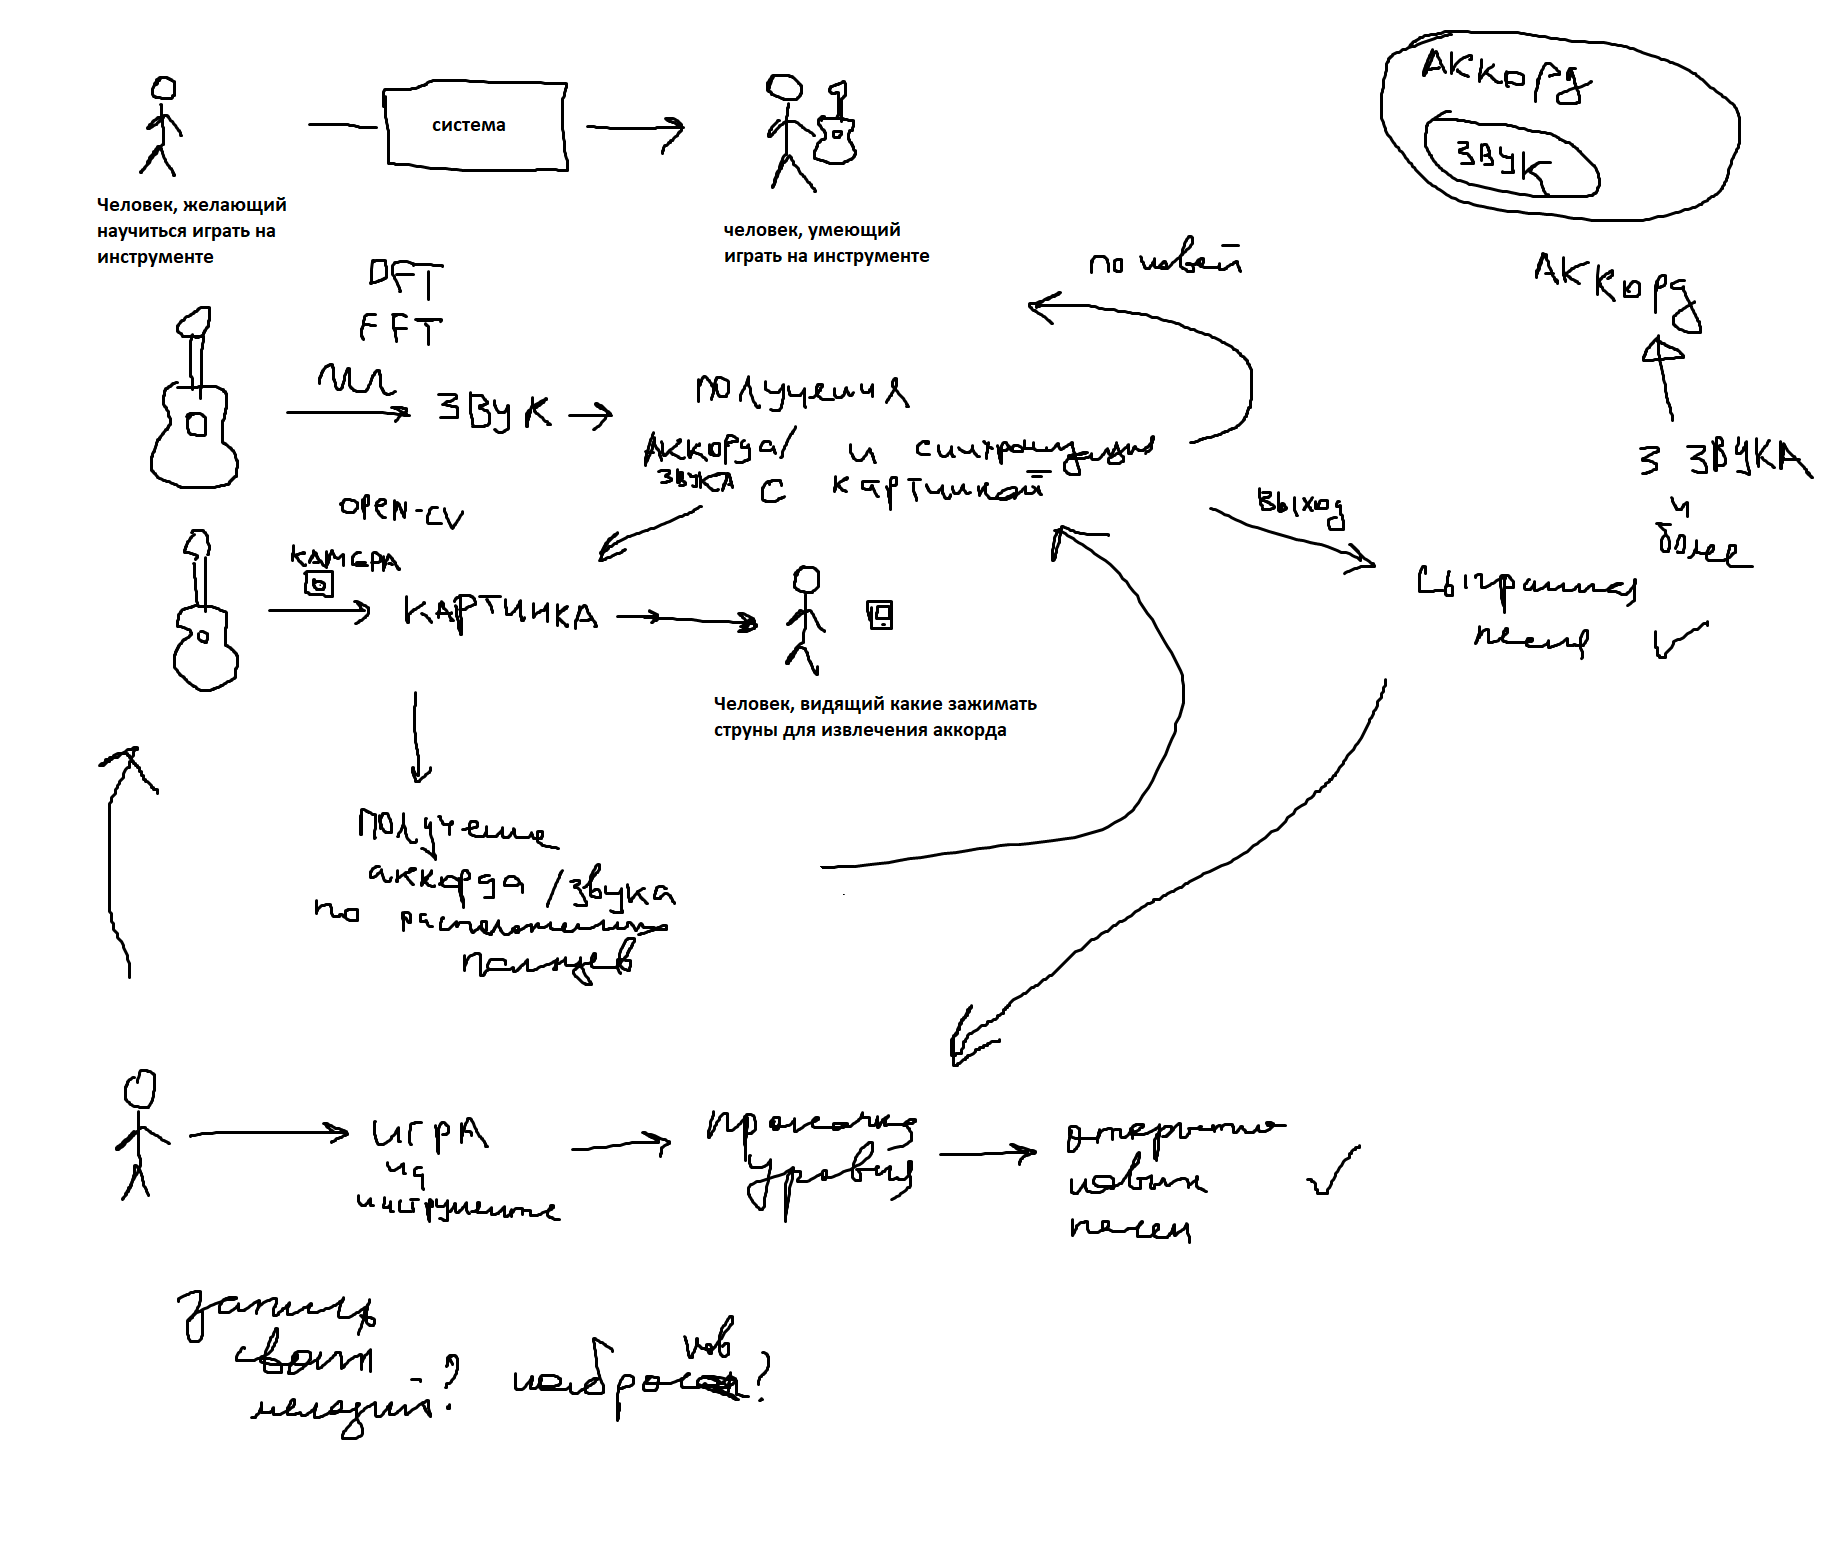 система
Человек, желающий
научиться играть на
инструменте
человек, умеющий
играть на инструменте
АККОРД
ЗВУК
DFT
FFT
ЗВУК
получения
Аккорда/
звука
и синхронизация
с картинкой
по новой
АККОРД
3 ЗВУКА
и
более
OPEN-CV
КАМЕРА
КАРТИНКА
Человек, видящий какие зажимать
струны для извлечения аккорда
выход
Сыгранная
песня
Получение
аккорда/звука
по расположению
пальцев
ИГРА
на
инструменте
прокачка
уровня
открытие
новых
песен
запись
своих
мелодий?
набросков?